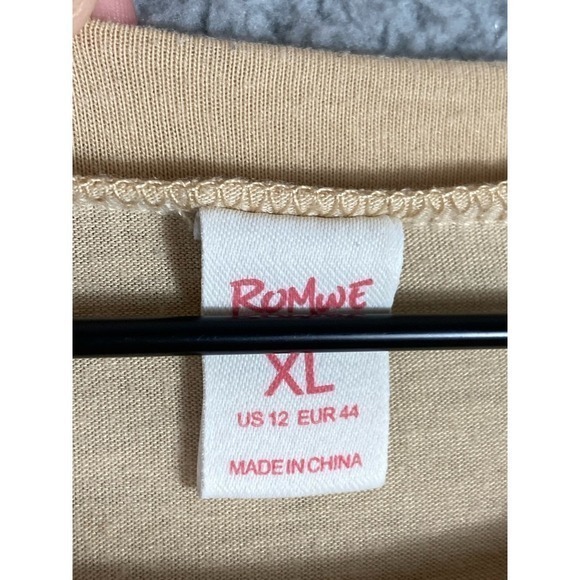 ROMWE
XL
US 12 EUR 44
MADE IN CHINA